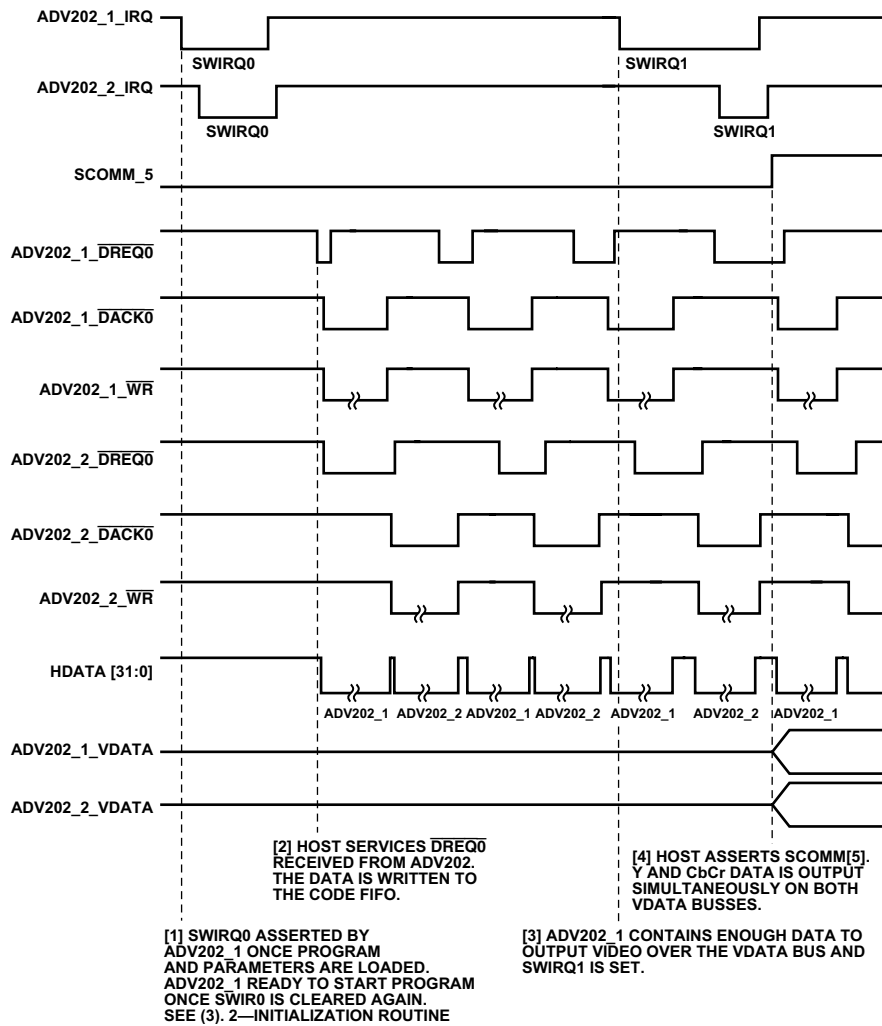 ADV202_1_IRQ
SWIRQ0
SWIRQ1
ADV202_2_IRQ
SWIRQ0
SWIRQ1
SCOMM_5
ADV202_1_DREQ0
ADV202_1_DACK0
ADV202_1_WR
ADV202_2_DREQ0
ADV202_2_DACK0
ADV202_2_WR
HDATA [31:0]
ADV202_1 ADV202_2 ADV202_1 ADV202_2 ADV202_1 ADV202_2 ADV202_1
ADV202_1_VDATA
ADV202_2_VDATA
[2] HOST SERVICES DREQ0
RECEIVED FROM ADV202.
THE DATA IS WRITTEN TO
THE CODE FIFO.
[4] HOST ASSERTS SCOMM[5].
Y AND CbCr DATA IS OUTPUT
SIMULTANEOUSLY ON BOTH
VDATA BUSSES.
[1] SWIRQ0 ASSERTED BY
ADV202_1 ONCE PROGRAM
AND PARAMETERS ARE LOADED.
ADV202_1 READY TO START PROGRAM
ONCE SWIR0 IS CLEARED AGAIN.
SEE (3). 2—INITIALIZATION ROUTINE
[3] ADV202_1 CONTAINS ENOUGH DATA TO
OUTPUT VIDEO OVER THE VDATA BUS AND
SWIRQ1 IS SET.